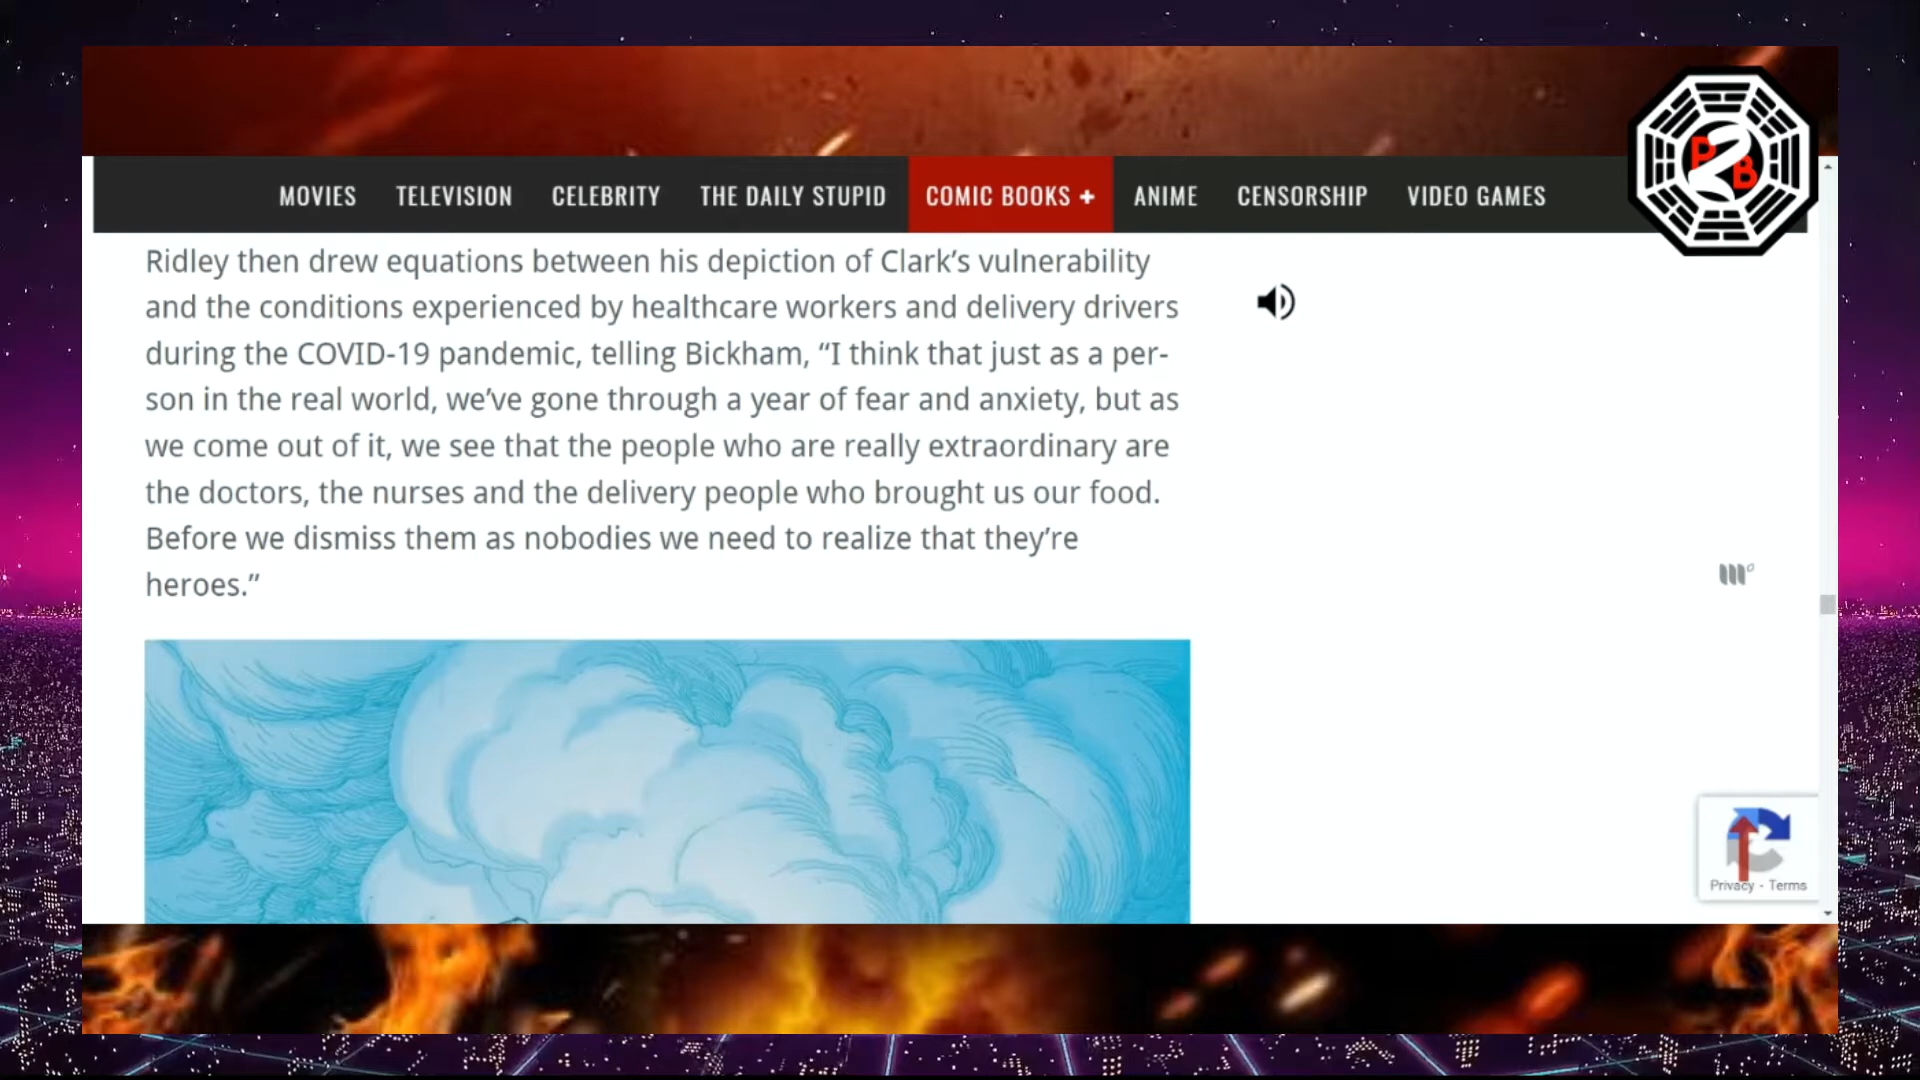 MOVIES TELEVISION CELEBRITY THE DAILY STUPID COMIC BOOKS + ANIME CENSORSHIP VIDEO GAMES
P2B
Ridley then drew equations between his depiction of Clark’s vulnerability
and the conditions experienced by healthcare workers and delivery drivers
during the COVID-19 pandemic, telling Bickham, “I think that just as a per-
son in the real world, we’ve gone through a year of fear and anxiety, but as
we come out of it, we see that the people who are really extraordinary are
the doctors, the nurses and the delivery people who brought us our food.
Before we dismiss them as nobodies we need to realize that they’re
heroes.”
Privacy - Terms